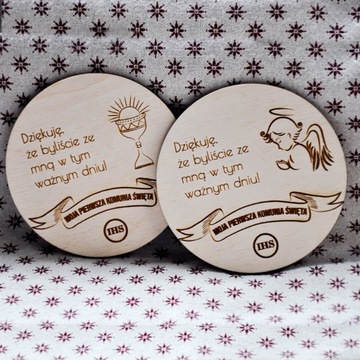 Dziękuję,
że byliście ze
mną w tym
ważnym dniu!
MOJA PIERWSZA KOMUNIA ŚWIĘTA
IHS
Dziękuję,
że byliście ze
mną w tym
ważnym dniu!
MOJA PIERWSZA KOMUNIA ŚWIĘTA
IHS